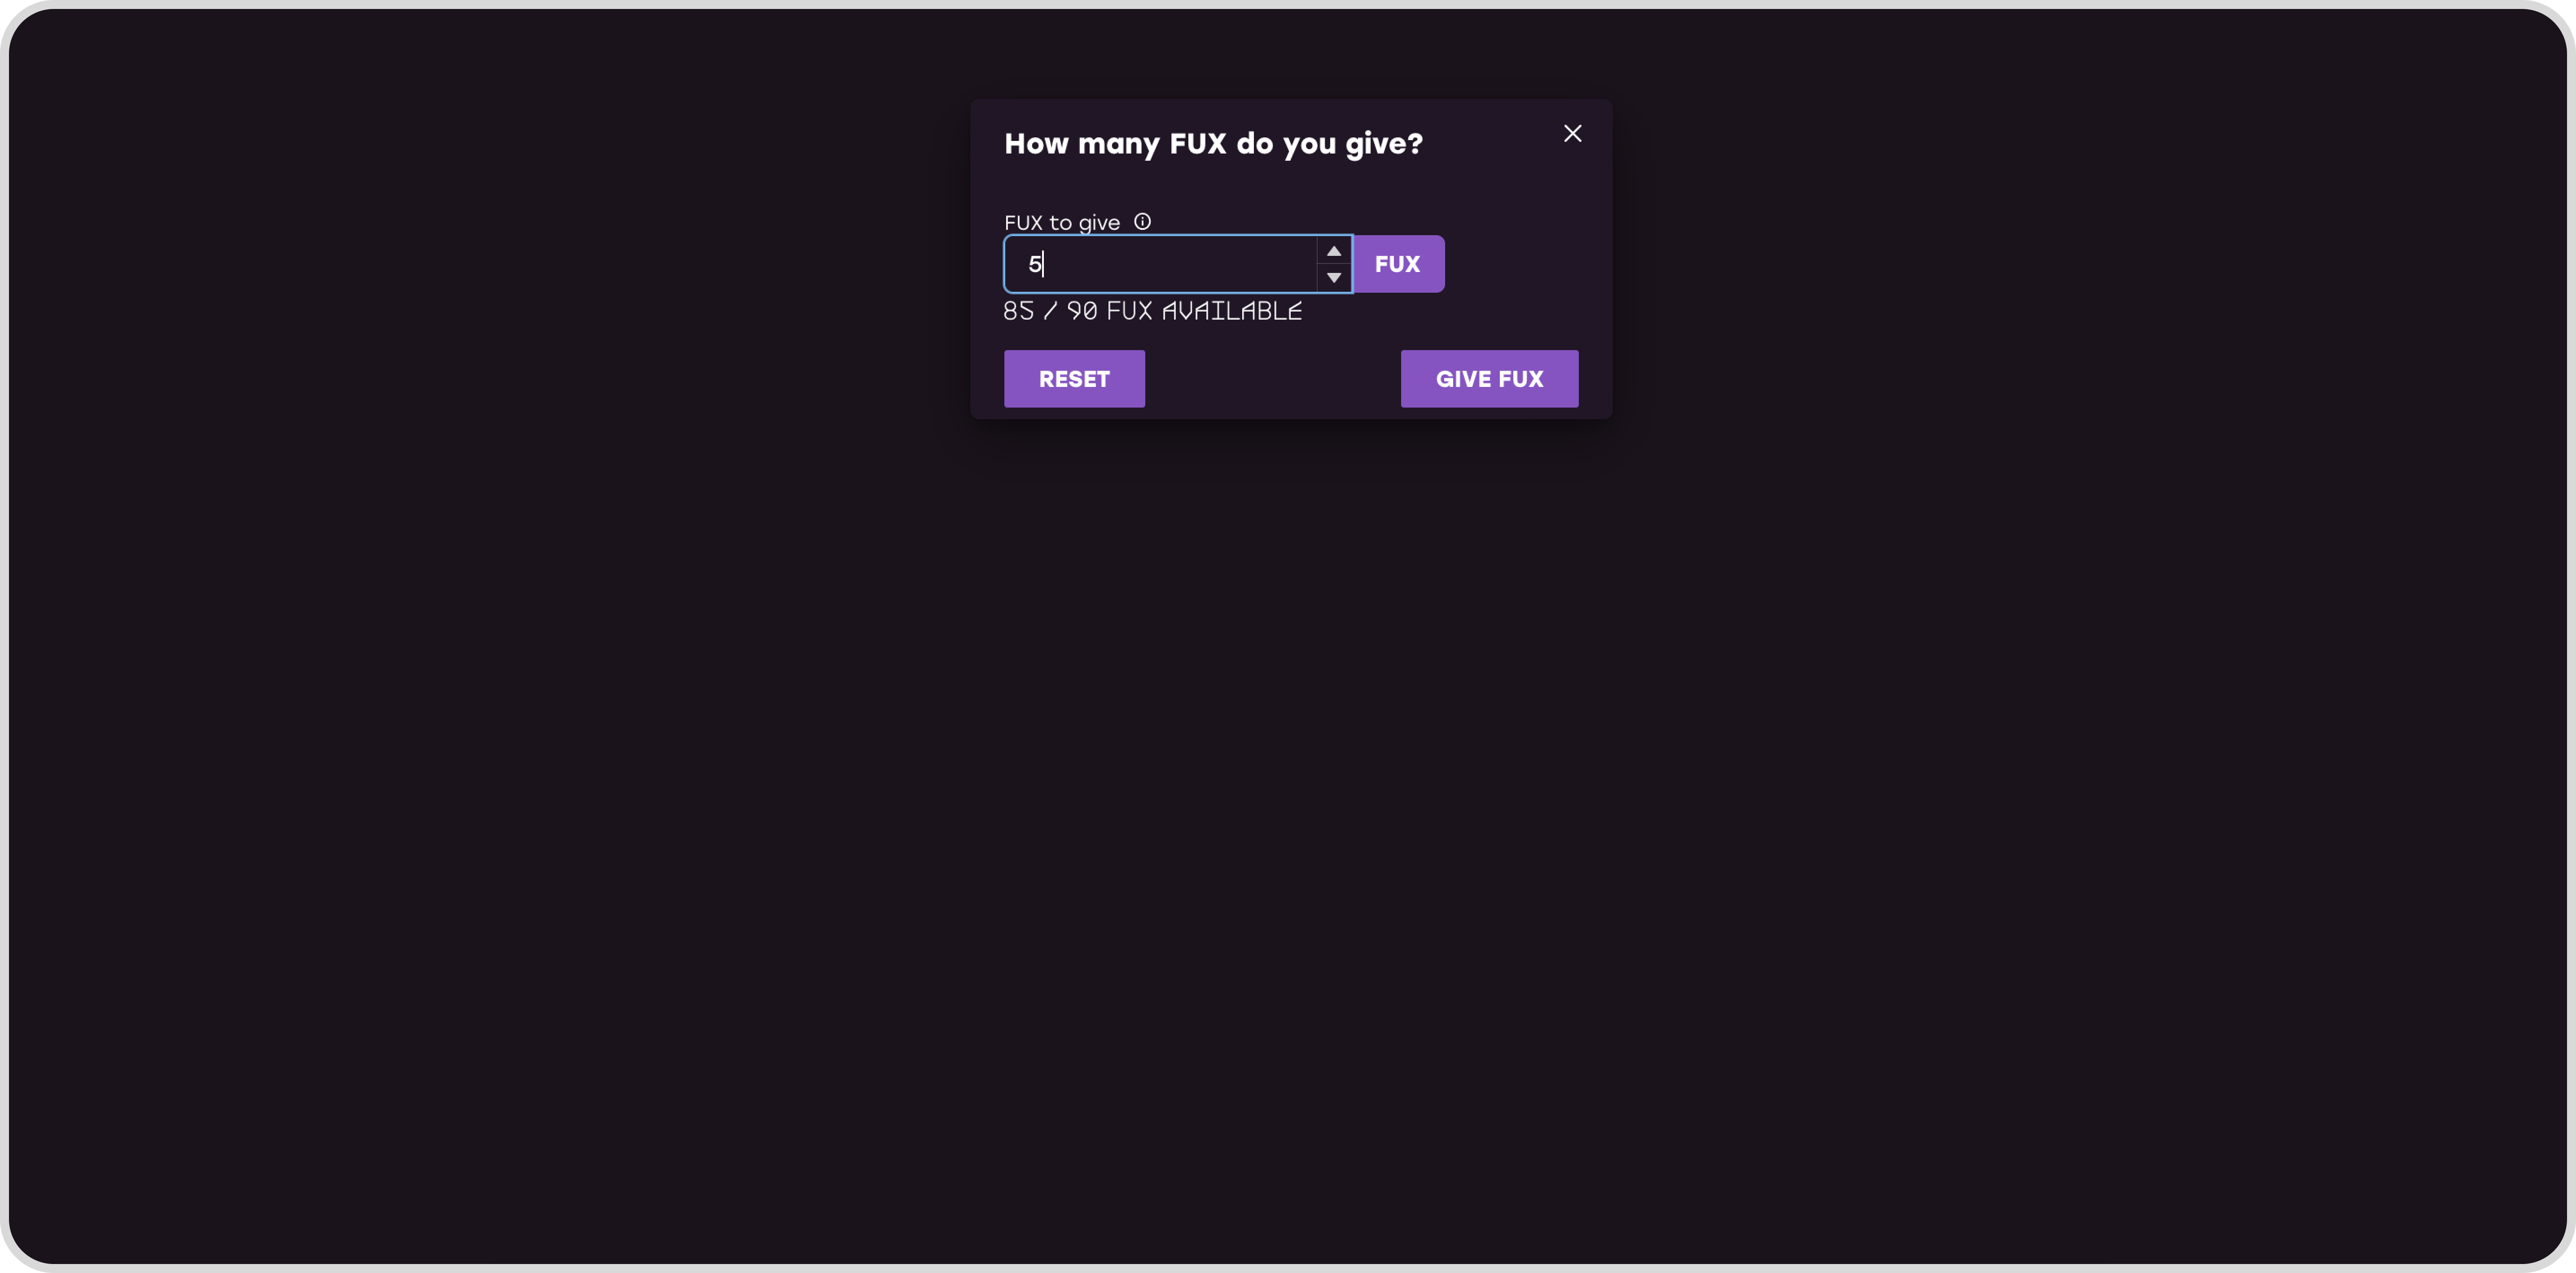 How many FUX do you give?
FUX to give
5 FUX
85 / 90 FUX AVAILABLE
RESET GIVE FUX